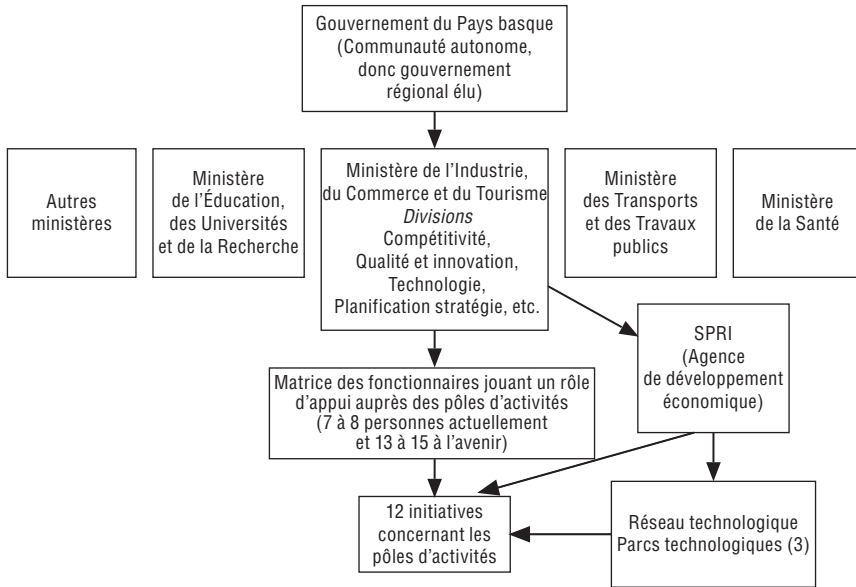 Gouvernement du Pays basque
(Communauté autonome,
donc gouvernement
régional élu)
Autres
ministères
Ministère
de l'Éducation,
des Universités
et de la Recherche
Ministère de l'Industrie,
du Commerce et du Tourisme
Divisions
Compétitivité,
Qualité et innovation,
Technologie,
Planification stratégie, etc.
Ministère
des Transports
et des Travaux
publics
Ministère
de la Santé
SPRI
(Agence
de développement
économique)
Matrice des fonctionnaires jouant un rôle
d'appui auprès des pôles d'activités
(7 à 8 personnes actuellement
et 13 à 15 à l'avenir)
12 initiatives
concernant les
pôles d'activités
Réseau technologique
Parcs technologiques (3)